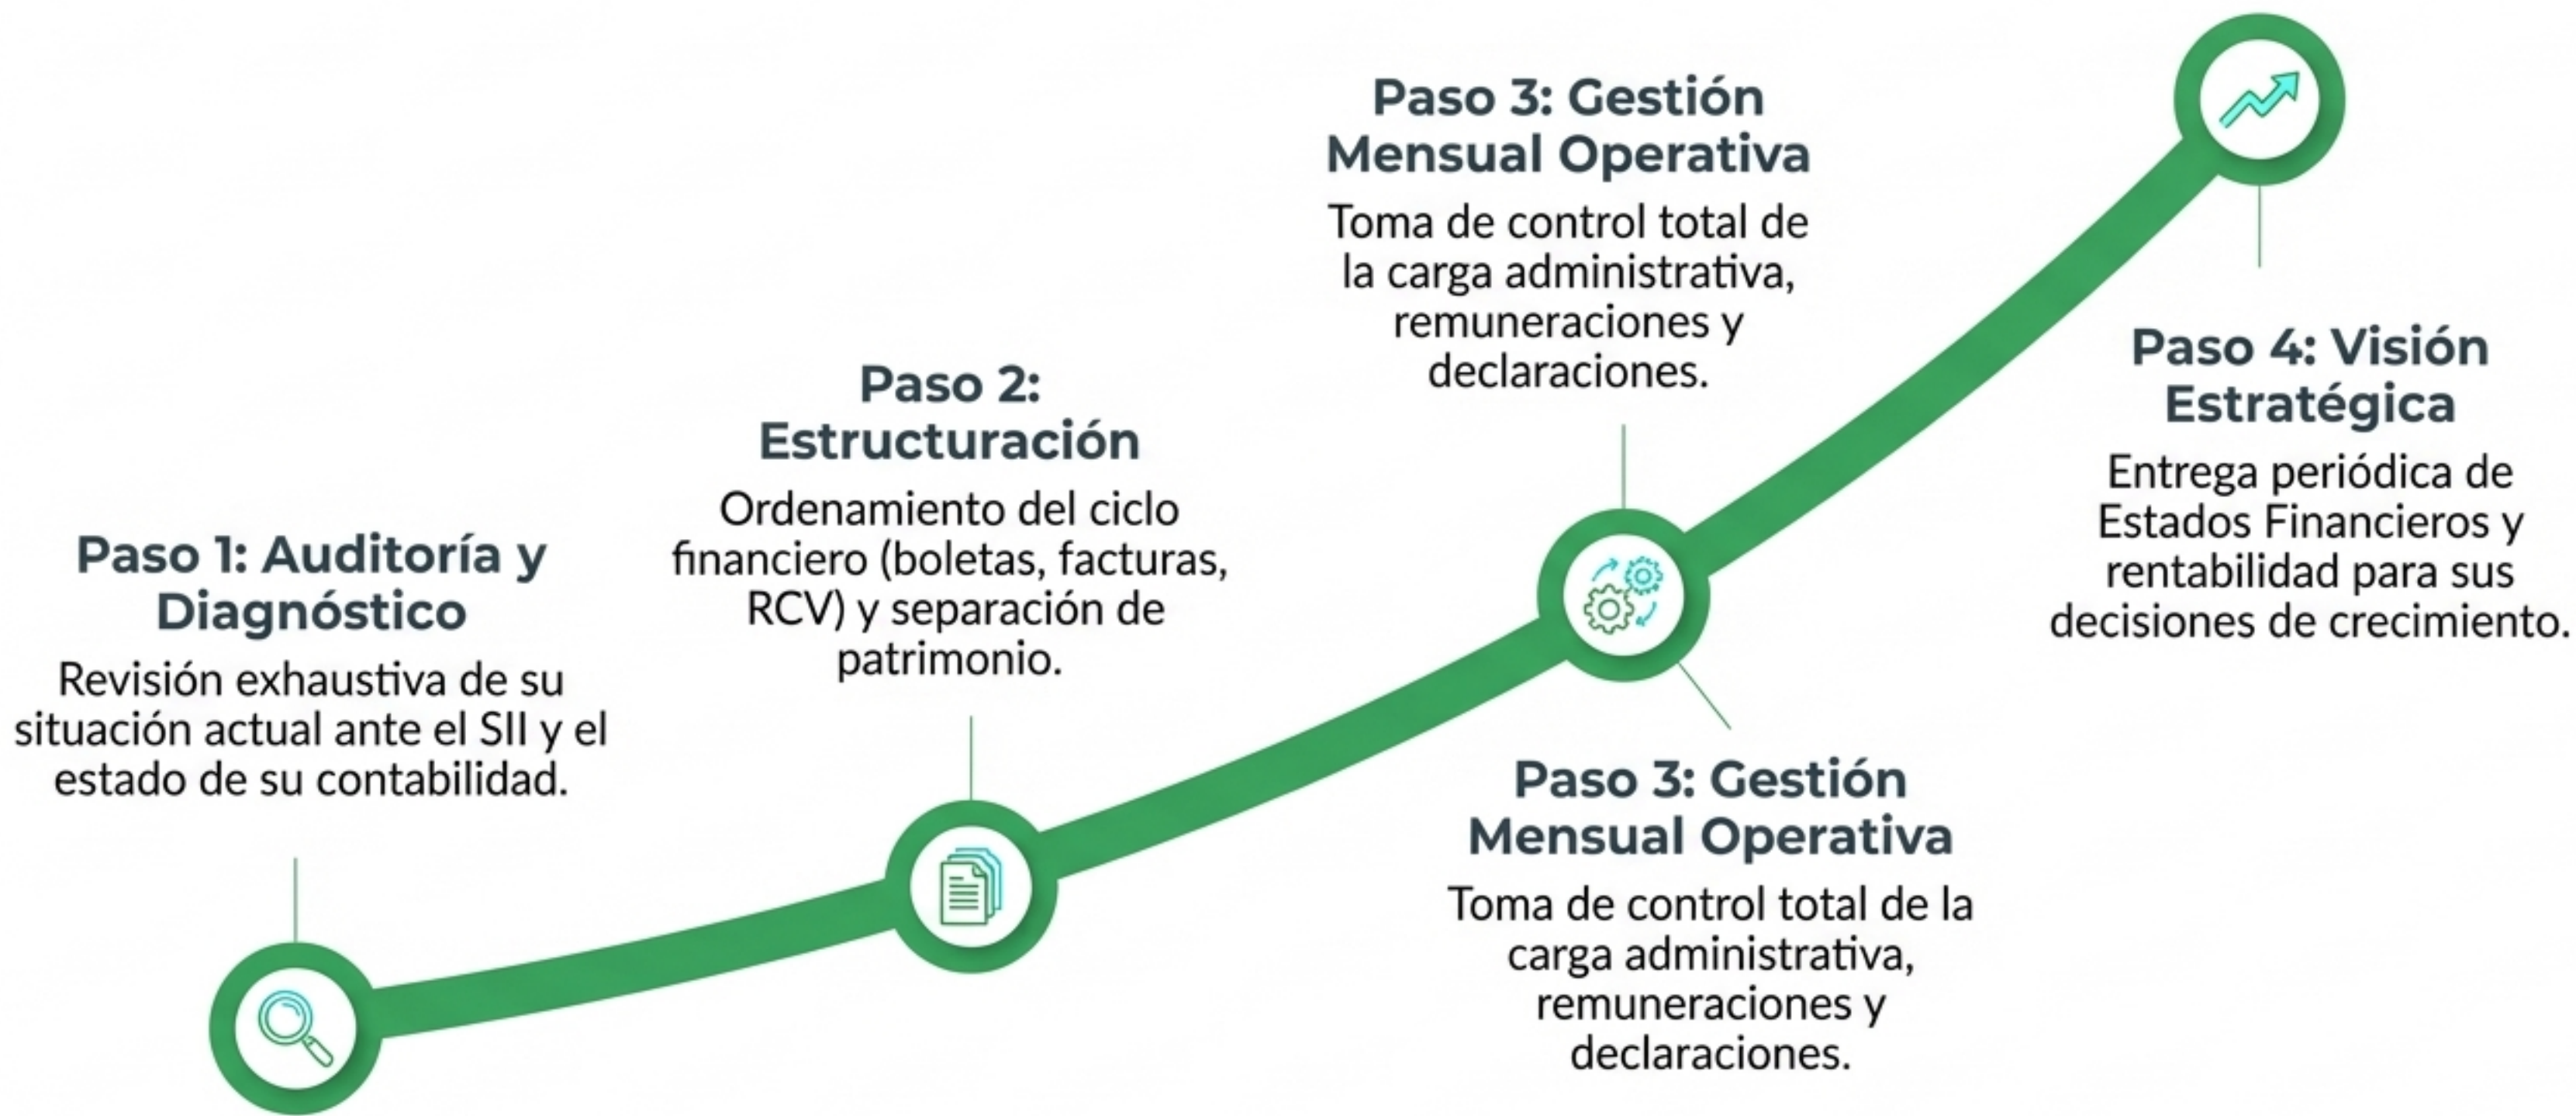 Paso 1: Auditoría y
Diagnóstico
Revisión exhaustiva de su
situación actual ante el SII y el
estado de su contabilidad.
Paso 2:
Estructuración
Ordenamiento del ciclo
financiero (boletas, facturas,
RCV) y separación de
patrimonio.
Paso 3: Gestión
Mensual Operativa
Toma de control total de
la carga administrativa,
remuneraciones y
declaraciones.
Paso 3: Gestión
Mensual Operativa
Toma de control total de la
carga administrativa,
remuneraciones y
declaraciones.
Paso 4: Visión
Estratégica
Entrega periódica de
Estados Financieros y
rentabilidad para sus
decisiones de crecimiento.